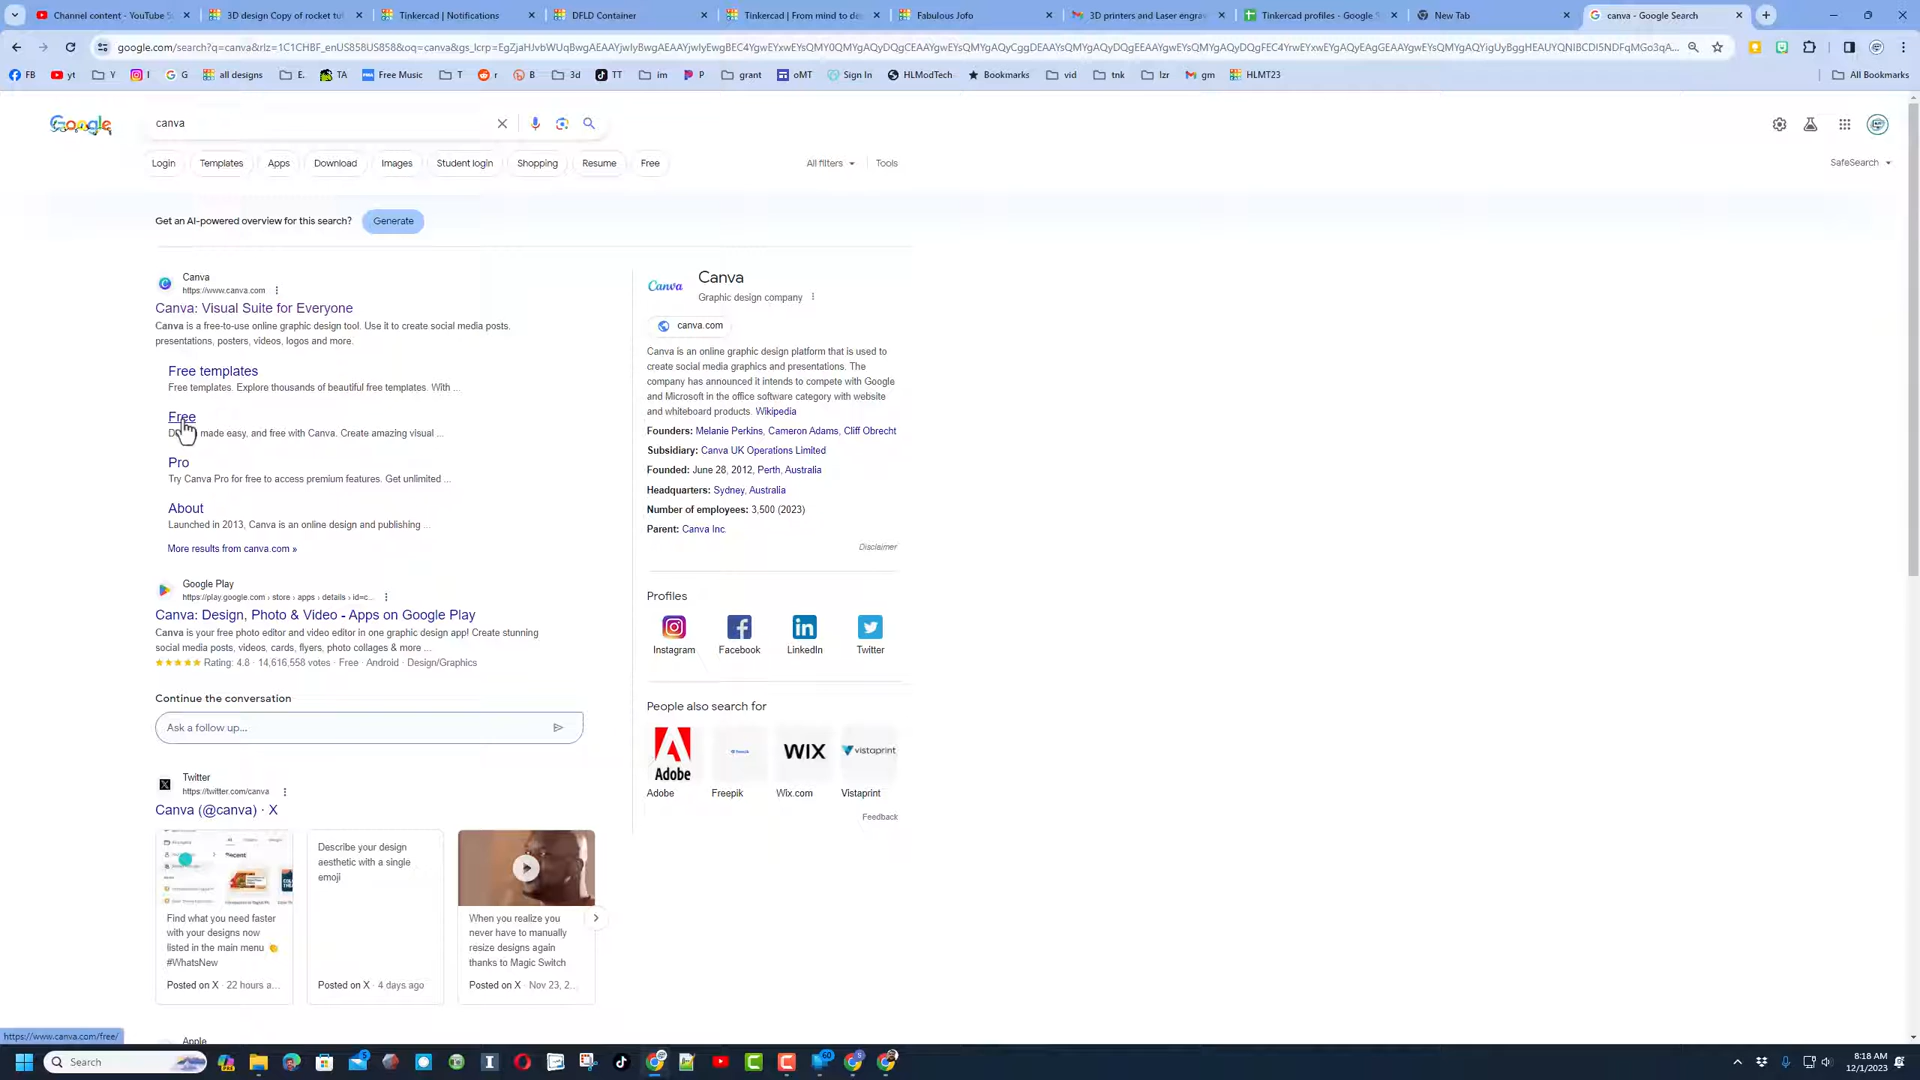 Channel content - YouTube S
3D design Copy of rocket tut
Tinkercad | Notifications
DFLD Container
Tinkercad | From mind to de
Fabulous Jofo
3D printers and Laser engrav
Tinkercad profiles - Google S
New Tab
canva - Google Search
FB
yt
Y
I
G
all designs
E.
TA
Free Music
T
r
B
3d
TT
im
P
grant
oMT
Sign In
HLModTech
Bookmarks
vid
tnk
lzr
gm
HLMT23
All Bookmarks
Google
canva
Login
Templates
Apps
Download
Images
Student login
Shopping
Resume
Free
All filters
Tools
SafeSearch
Get an AI-powered overview for this search?
Generate
Canva
https://www.canva.com
Canva: Visual Suite for Everyone
Canva is a free-to-use online graphic design tool. Use it to create social media posts,
presentations, posters, videos, logos and more.
Free templates
Free templates. Explore thousands of beautiful free templates. With ...
Free
made easy, and free with Canva. Create amazing visual ...
Pro
Try Canva Pro for free to access premium features. Get unlimited ...
About
Launched in 2013, Canva is an online design and publishing ...
More results from canva.com »
Google Play
https://play.google.com › store › apps › details › id=c...
Canva: Design, Photo & Video - Apps on Google Play
Canva is your free photo editor and video editor in one graphic design app! Create stunning
social media posts, videos, cards, flyers, photo collages & more ...
Rating: 4.8 · 14,616,558 votes · Free · Android · Design/Graphics
Continue the conversation
Ask a follow up...
Twitter
https://twitter.com/canva
Canva (@canva) · X
Recent
Find what you need faster
with your designs now
listed in the main menu
#WhatsNew
Posted on X · 22 hours a...
Describe your design
aesthetic with a single
emoji
Posted on X · 4 days ago
When you realize you
never have to manually
resize designs again
thanks to Magic Switch
Posted on X · Nov 23, 2...
Apple
Canva
Canva
Graphic design company
canva.com
Canva is an online graphic design platform that is used to
create social media graphics and presentations. The
company has announced it intends to compete with Google
and Microsoft in the office software category with website
and whiteboard products. Wikipedia
Founders: Melanie Perkins, Cameron Adams, Cliff Obrecht
Subsidiary: Canva UK Operations Limited
Founded: June 28, 2012, Perth, Australia
Headquarters: Sydney, Australia
Number of employees: 3,500 (2023)
Parent: Canva Inc.
Disclaimer
Profiles
Instagram
Facebook
LinkedIn
Twitter
People also search for
Adobe
WIX
vistaprint
Adobe
Freepik
Wix.com
Vistaprint
Feedback
https://www.canva.com/free/
Search
8:18 AM
12/1/2023